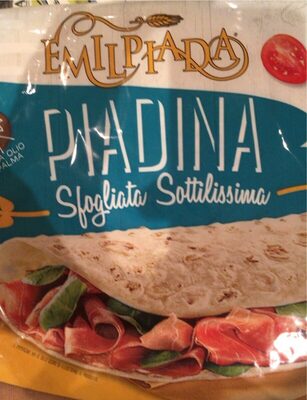 EMILPIADA
PIADINA
Sfogliata Sottilissima
OLIO
PALMA